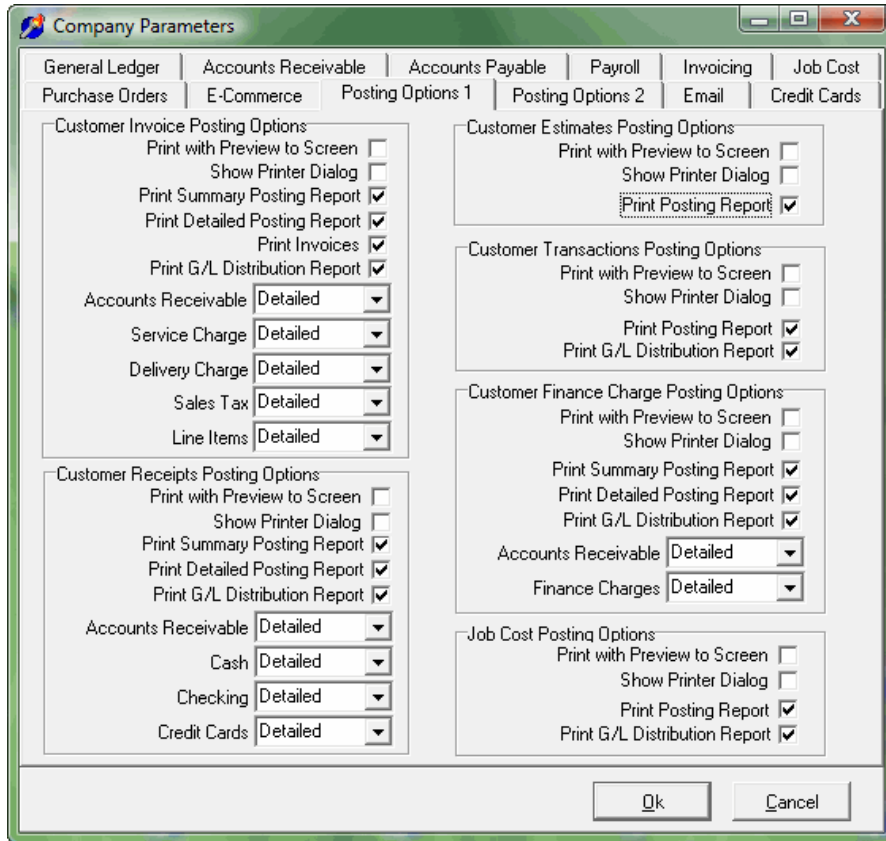 Company Parameters
General Ledger Accounts Receivable Accounts Payable Payroll Invoicing Job Cost
Purchase Orders E-Commerce Posting Options 1 Posting Options 2 Email Credit Cards
Customer Invoice Posting Options
Print with Preview to Screen
Show Printer Dialog
Print Summary Posting Report
Print Detailed Posting Report
Print Invoices
Print G/L Distribution Report
Accounts Receivable Detailed
Service Charge Detailed
Delivery Charge Detailed
Sales Tax Detailed
Line Items Detailed
Customer Receipts Posting Options
Print with Preview to Screen
Show Printer Dialog
Print Summary Posting Report
Print Detailed Posting Report
Print G/L Distribution Report
Accounts Receivable Detailed
Cash Detailed
Checking Detailed
Credit Cards Detailed
Customer Estimates Posting Options
Print with Preview to Screen
Show Printer Dialog
Print Posting Report
Customer Transactions Posting Options
Print with Preview to Screen
Show Printer Dialog
Print Posting Report
Print G/L Distribution Report
Customer Finance Charge Posting Options
Print with Preview to Screen
Show Printer Dialog
Print Summary Posting Report
Print Detailed Posting Report
Print G/L Distribution Report
Accounts Receivable Detailed
Finance Charges Detailed
Job Cost Posting Options
Print with Preview to Screen
Show Printer Dialog
Print Posting Report
Print G/L Distribution Report
Ok Cancel